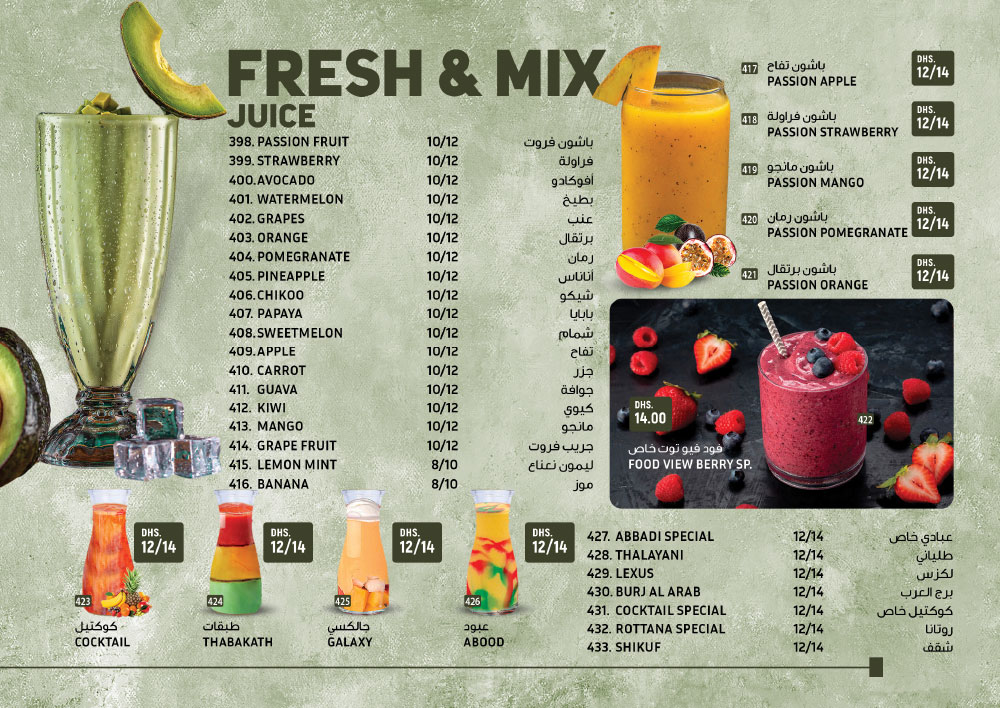 FRESH & MIX
JUICE
398. PASSION FRUIT 10/12 باشون فروت
399. STRAWBERRY 10/12 فراولة
400. AVOCADO 10/12 أفوكادو
401. WATERMELON 10/12 بطيخ
402. GRAPES 10/12 عنب
403. ORANGE 10/12 برتقال
404. POMEGRANATE 10/12 رمان
405. PINEAPPLE 10/12 أناناس
406. CHIKOO 10/12 شيكو
407. PAPAYA 10/12 بابايا
408. SWEETMELON 10/12 شمام
409. APPLE 10/12 تفاح
410. CARROT 10/12 جزر
411. GUAVA 10/12 جوافة
412. KIWI 10/12 كيوي
413. MANGO 10/12 مانجو
414. GRAPE FRUIT 10/12 جريب فروت
415. LEMON MINT 8/10 ليمون نعناع
416. BANANA 8/10 موز
417 باشون تفاح
PASSION APPLE
DHS.
12/14
418 باشون فراولة
PASSION STRAWBERRY
DHS.
12/14
419 باشون مانجو
PASSION MANGO
DHS.
12/14
420 باشون رمان
PASSION POMEGRANATE
DHS.
12/14
421 باشون برتقال
PASSION ORANGE
DHS.
12/14
DHS.
14.00
422
فود فيو توت خاص
FOOD VIEW BERRY SP.
DHS.
12/14
423
كوكتيل
COCKTAIL
DHS.
12/14
424
طبقات
THABAKATH
DHS.
12/14
425
جالكسي
GALAXY
DHS.
12/14
426
عبود
ABOOD
427. ABBADI SPECIAL 12/14 عبادي خاص
428. THALAYANI 12/14 طلياني
429. LEXUS 12/14 لكزس
430. BURJ AL ARAB 12/14 برج العرب
431. COCKTAIL SPECIAL 12/14 كوكتيل خاص
432. ROTTANA SPECIAL 12/14 روتانا
433. SHIKUF 12/14 شقف